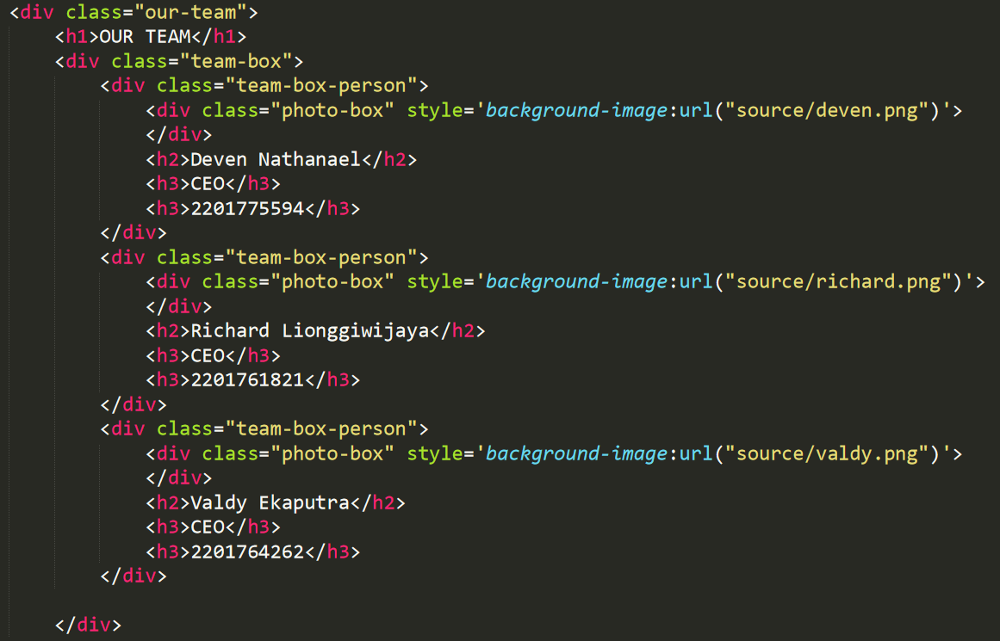 <div class="our-team">
    <h1>OUR TEAM</h1>
    <div class="team-box">
        <div class="team-box-person">
            <div class="photo-box" style='background-image:url("source/deven.png")'>
            </div>
            <h2>Deven Nathanael</h2>
            <h3>CEO</h3>
            <h3>2201775594</h3>
        </div>
        <div class="team-box-person">
            <div class="photo-box" style='background-image:url("source/richard.png")'>
            </div>
            <h2>Richard Lionggiwijaya</h2>
            <h3>CEO</h3>
            <h3>2201761821</h3>
        </div>
        <div class="team-box-person">
            <div class="photo-box" style='background-image:url("source/valdy.png")'>
            </div>
            <h2>Valdy Ekaputra</h2>
            <h3>CEO</h3>
            <h3>2201764262</h3>
        </div>

    </div>